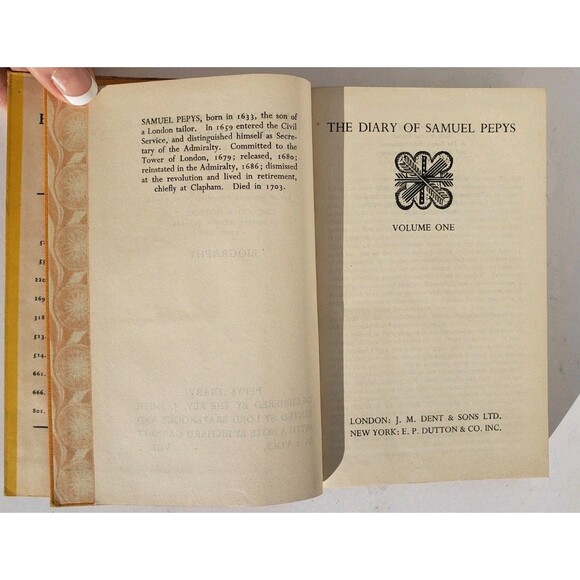 SAMUEL PEPYS, born in 1633, the son of
a London tailor. In 1659 entered the Civil
Service, and distinguished himself as Secre-
tary of the Admiralty. Committed to the
Tower of London, 1679; released, 1680;
reinstated in the Admiralty, 1686; dismissed
at the revolution and lived in retirement,
chiefly at Clapham. Died in 1703.
BIOGRAPHY
PEPYS' DIARY
THE DIARY OF SAMUEL PEPYS
VOLUME ONE
LONDON: J. M. DENT & SONS LTD.
NEW YORK: E. P. DUTTON & CO. INC.